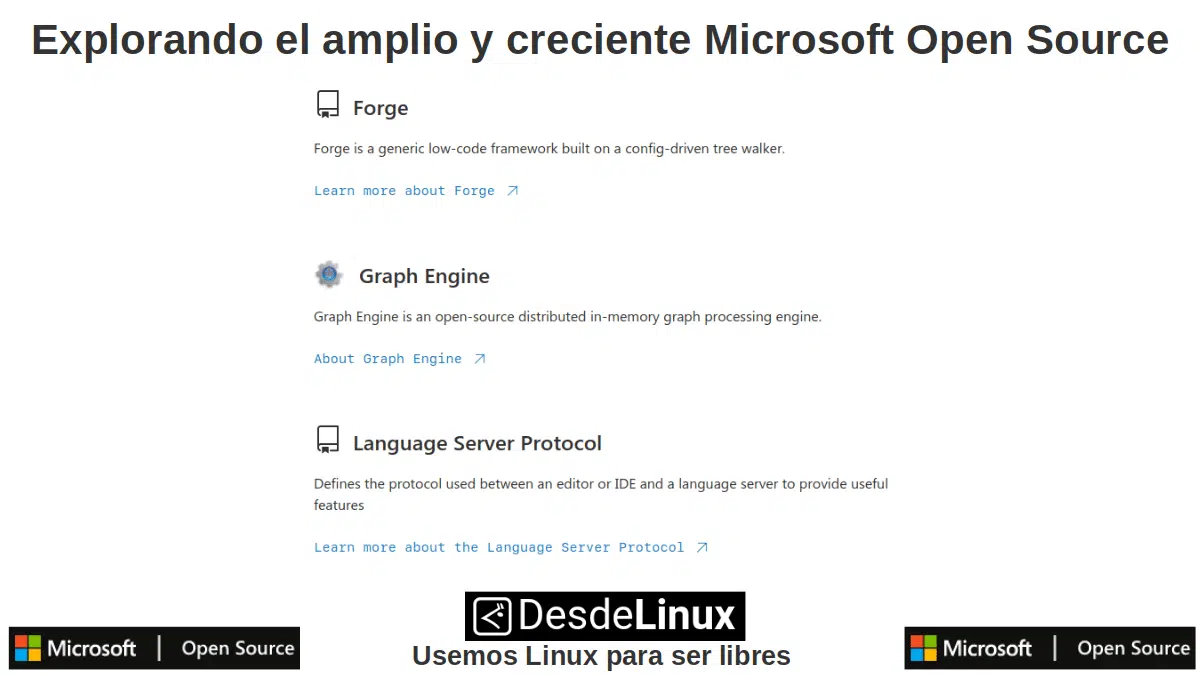 Explorando el amplio y creciente Microsoft Open Source
Forge
Forge is a generic low-code framework built on a config-driven tree walker.
Learn more about Forge
Graph Engine
Graph Engine is an open-source distributed in-memory graph processing engine.
About Graph Engine
Language Server Protocol
Defines the protocol used between an editor or IDE and a language server to provide useful
features
Learn more about the Language Server Protocol
DesdeLinux
Usemos Linux para ser libres
Microsoft | Open Source
Microsoft | Open Source